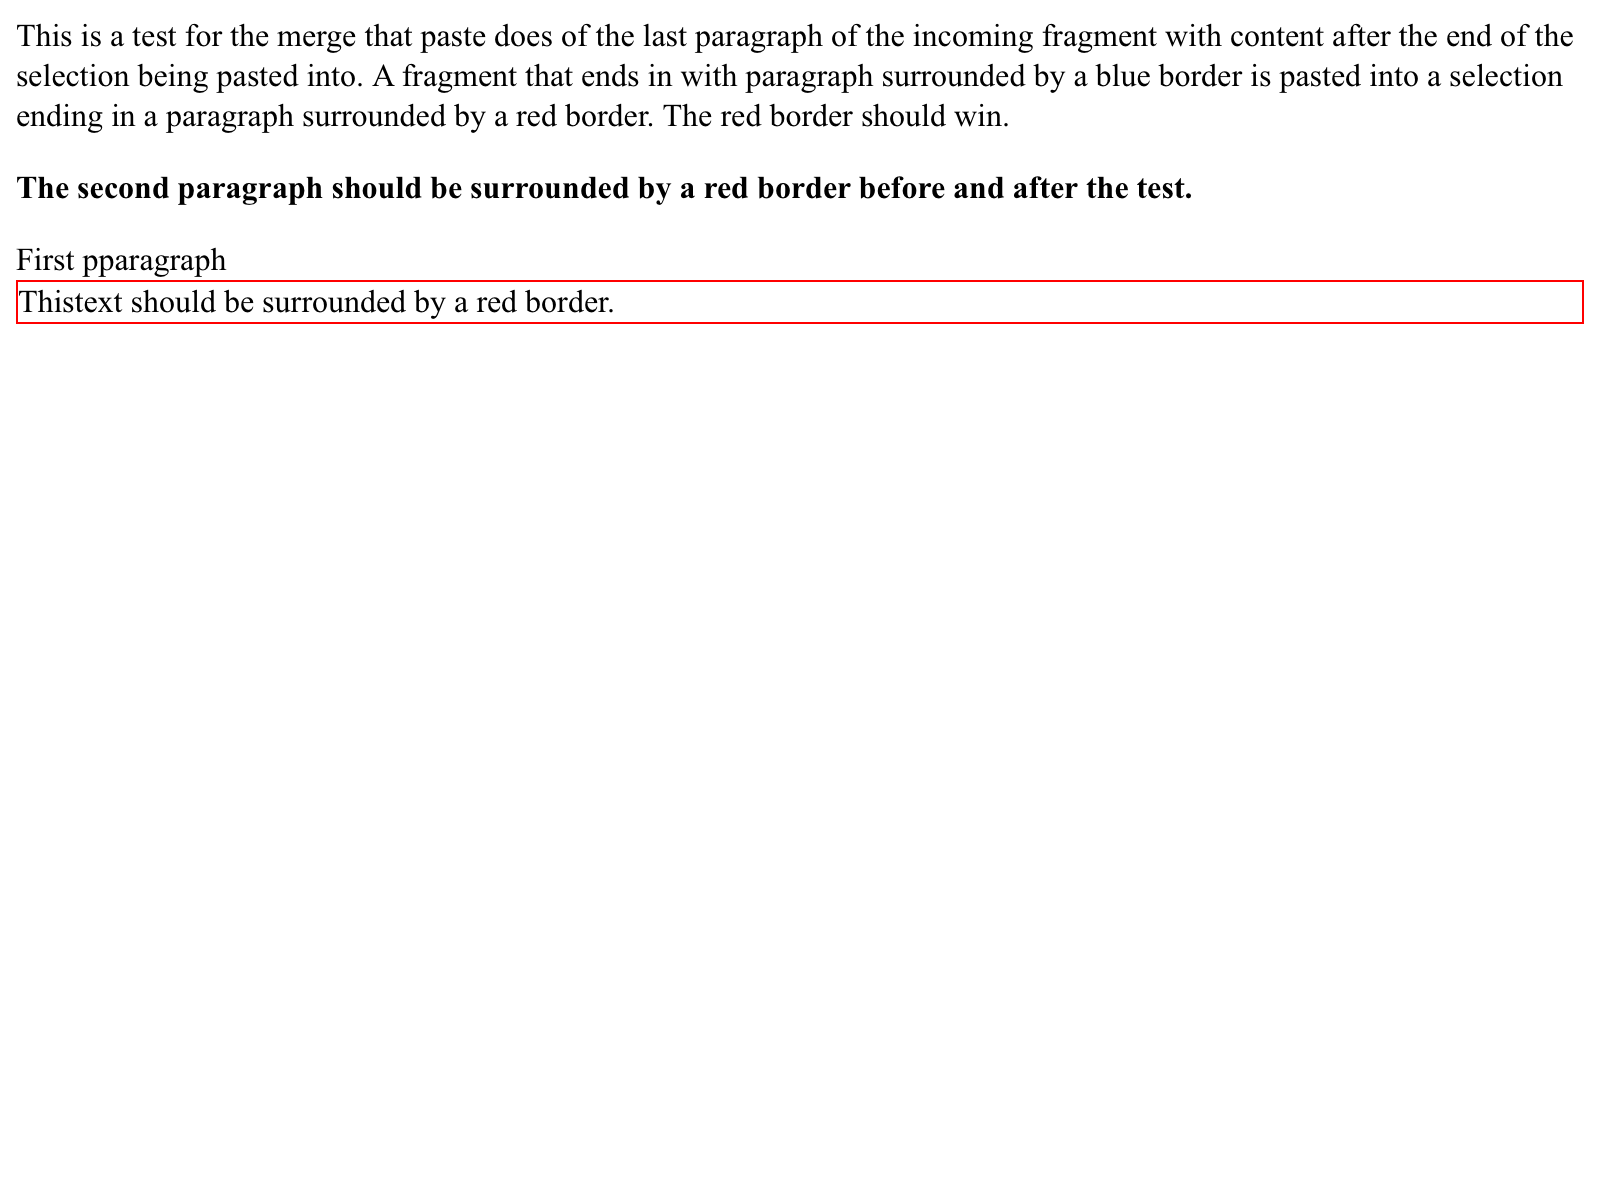 This is a test for the merge that paste does of the last paragraph of the incoming fragment with content after the end of the
selection being pasted into. A fragment that ends in with paragraph surrounded by a blue border is pasted into a selection
ending in a paragraph surrounded by a red border. The red border should win.
The second paragraph should be surrounded by a red border before and after the test.
First pparagraph
Thistext should be surrounded by a red border.